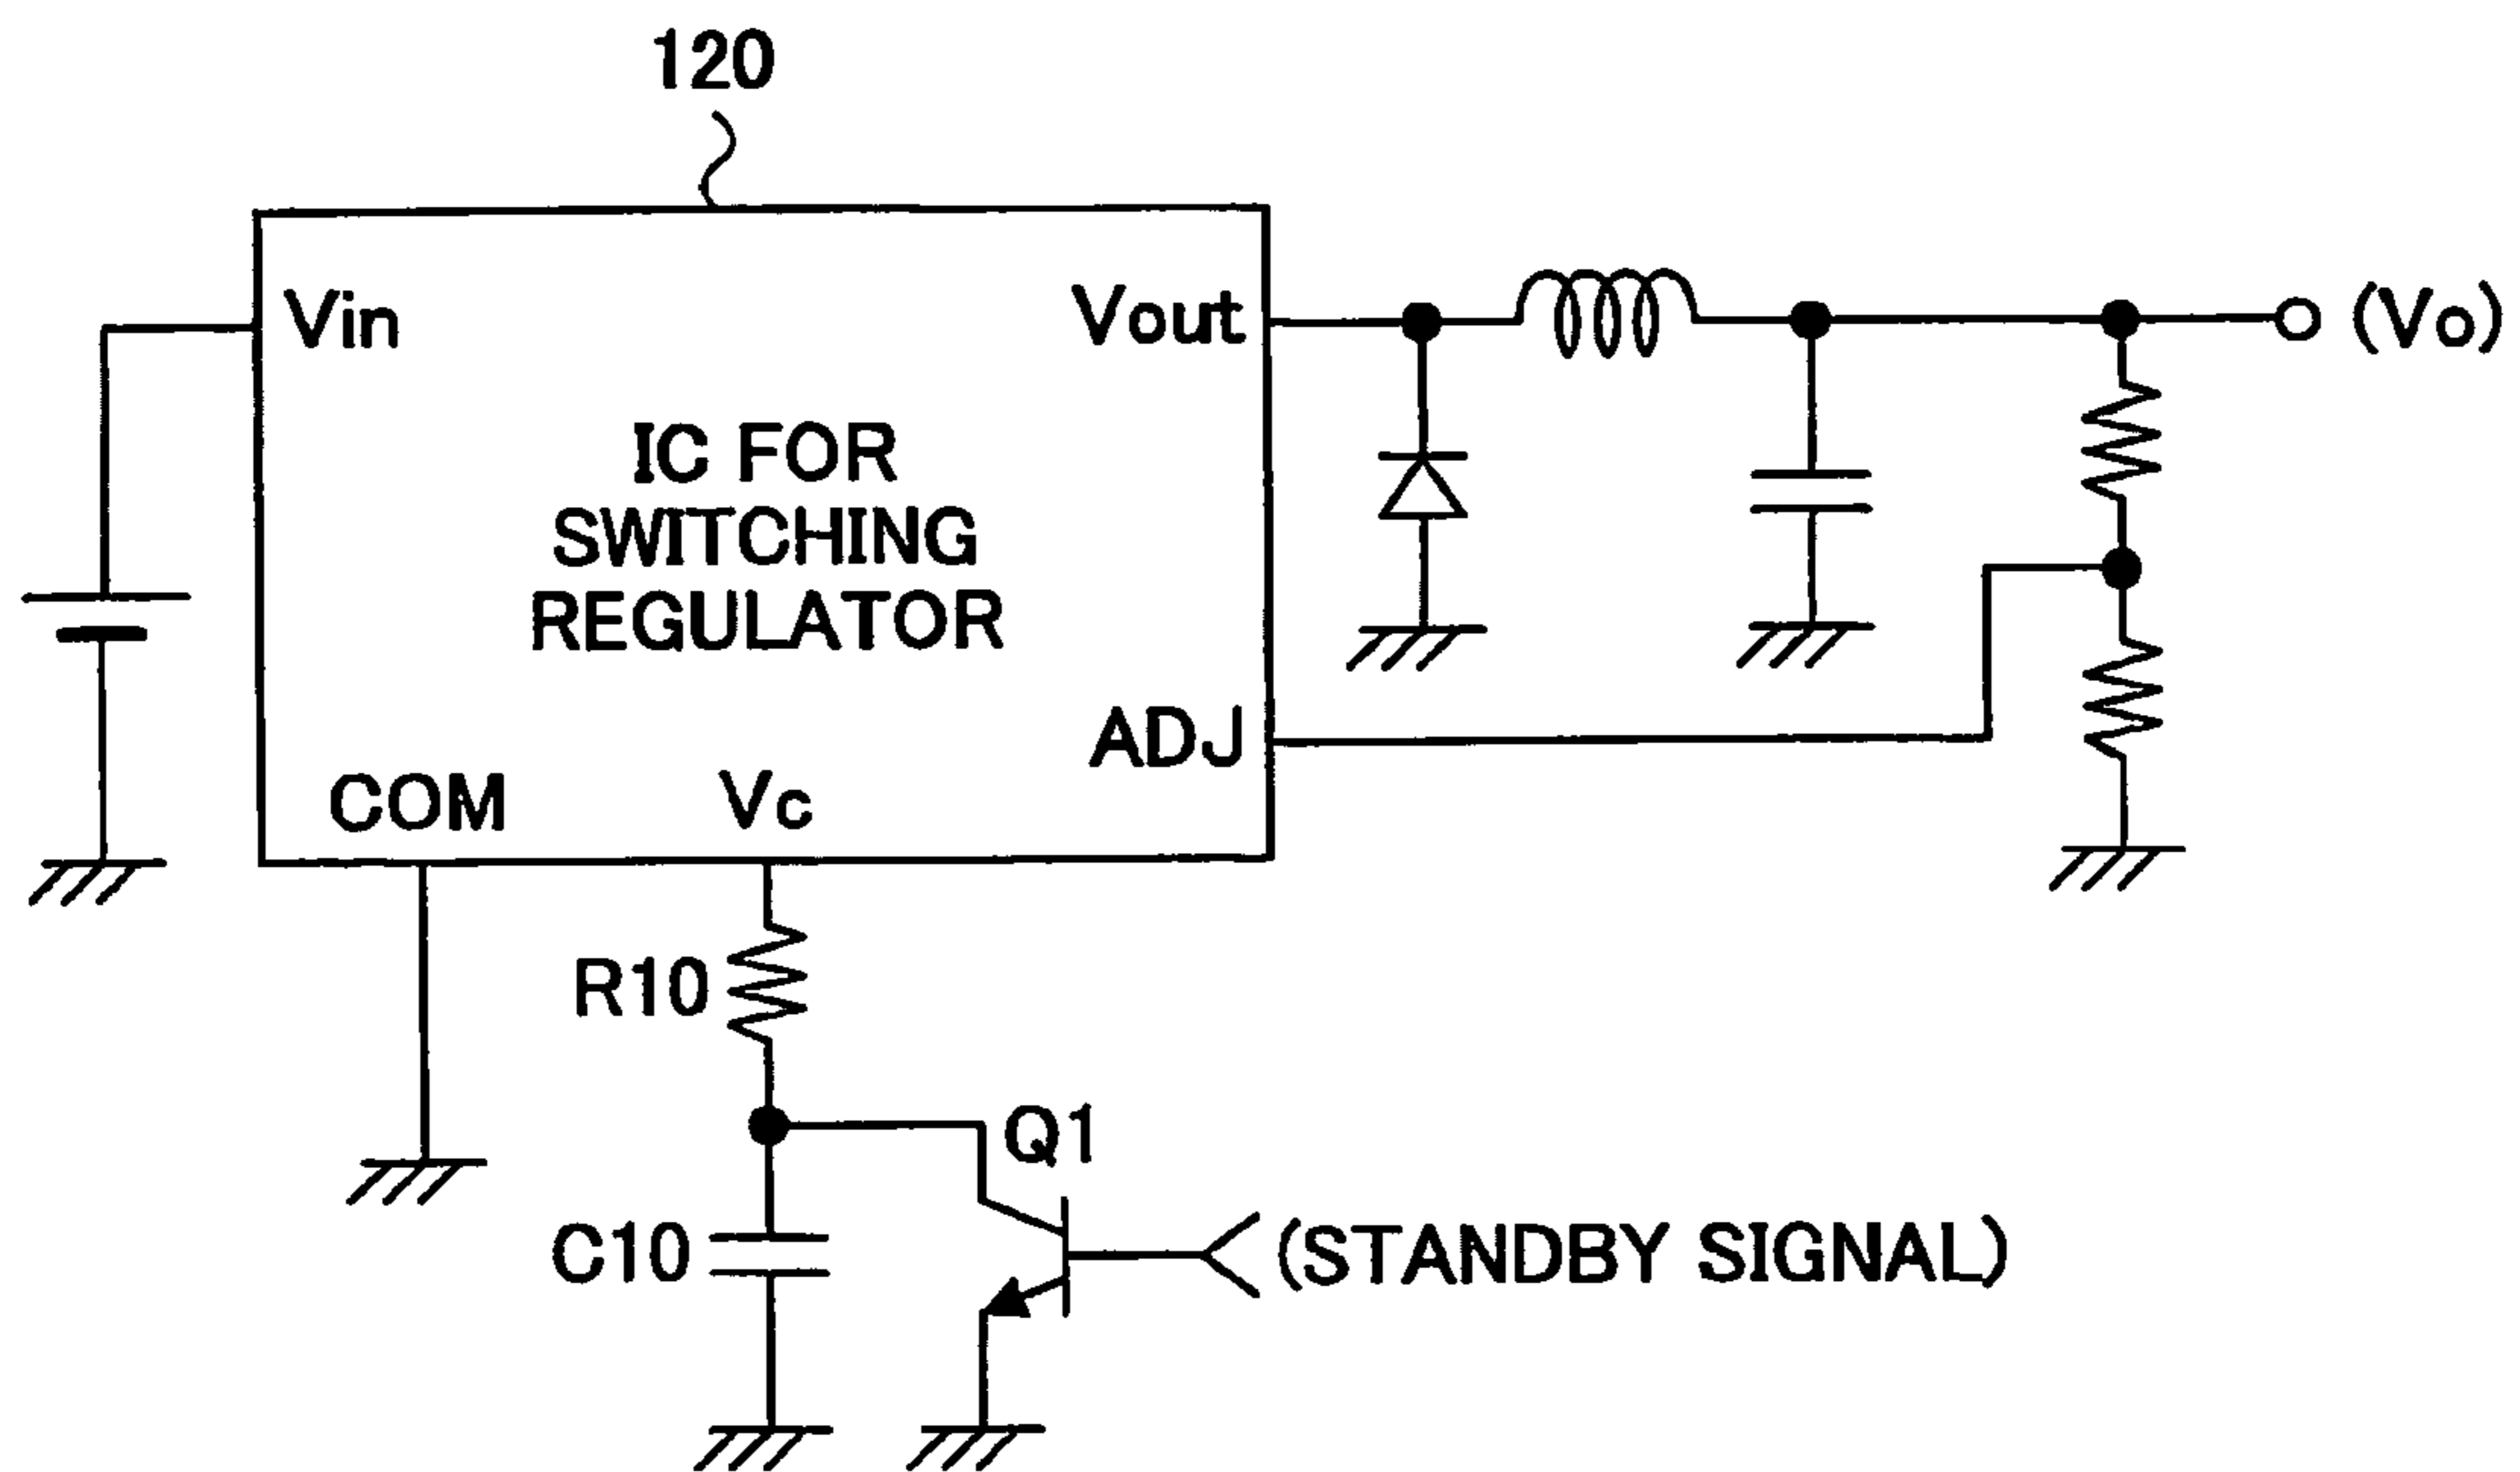 120
Vin
Vout
(Vo)
IC FOR
SWITCHING
REGULATOR
ADJ
COM
Vc
R10
Q1
C10
(STANDBY SIGNAL)